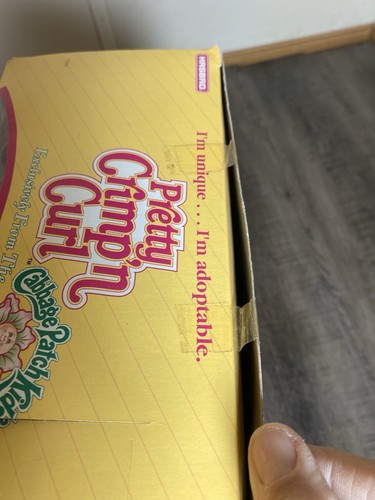 HASBRO
I'm unique . . . I'm adoptable.
Pretty
Crimp'n
Curl
Exclusively From The
Cabbage Patch Kids